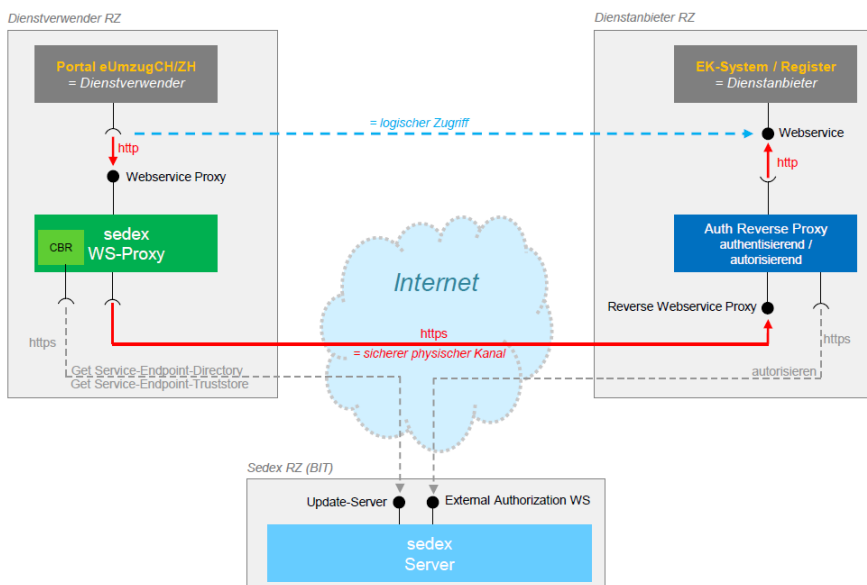 Dienstverwender RZ
Dienstanbieter RZ
Portal eUmzugCH/ZH
= Dienstverwender
EK-System / Register
= Dienstanbieter
= logischer Zugriff
Webservice
http
http
Webservice Proxy
sedex
WS-Proxy
CBR
Auth Reverse Proxy
authentisierend /
autorisierend
Internet
Reverse Webservice Proxy
https
https
https
= sicherer physischer Kanal
Get Service-Endpoint-Directory
Get Service-Endpoint-Truststore
autorisieren
Sedex RZ (BIT)
Update-Server
External Authorization WS
sedex
Server